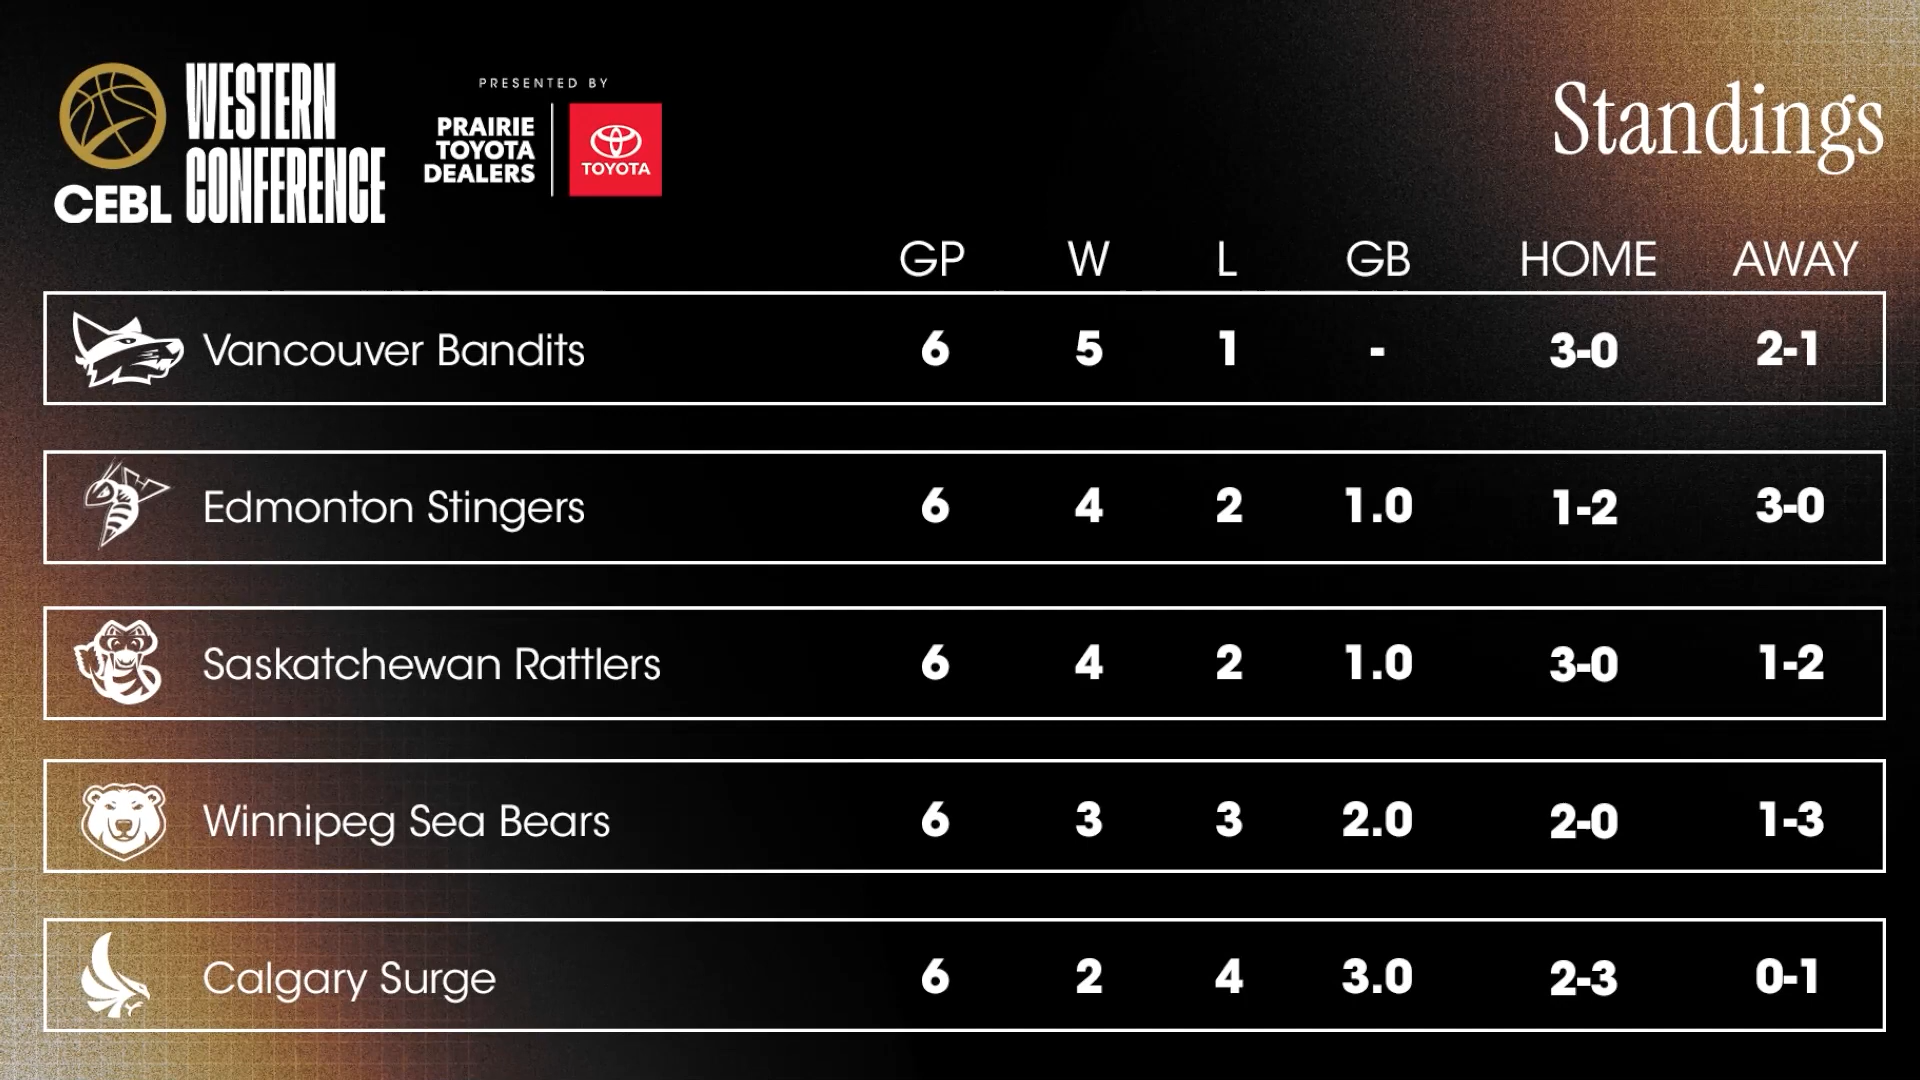 CEBL
WESTERN
CONFERENCE
PRESENTED BY
PRAIRIE
TOYOTA
DEALERS
TOYOTA
Standings
GP W L GB HOME AWAY
Vancouver Bandits 6 5 1 - 3-0 2-1
Edmonton Stingers 6 4 2 1.0 1-2 3-0
Saskatchewan Rattlers 6 4 2 1.0 3-0 1-2
Winnipeg Sea Bears 6 3 3 2.0 2-0 1-3
Calgary Surge 6 2 4 3.0 2-3 0-1